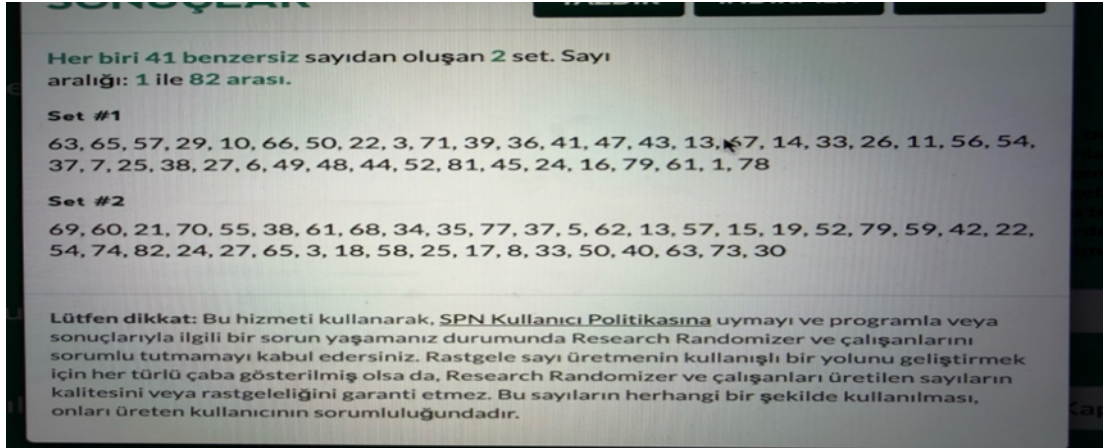 Her biri 41 benzersiz sayıdan oluşan 2 set. Sayı
aralığı: 1 ile 82 arası.
Set #1
63, 65, 57, 29, 10, 66, 50, 22, 3, 71, 39, 36, 41, 47, 43, 13, 67, 14, 33, 26, 11, 56, 54,
37, 7, 25, 38, 27, 6, 49, 48, 44, 52, 81, 45, 24, 16, 79, 61, 1, 78
Set #2
69, 60, 21, 70, 55, 38, 61, 68, 34, 35, 77, 37, 5, 62, 13, 57, 15, 19, 52, 79, 59, 42, 22,
54, 74, 82, 24, 27, 65, 3, 18, 58, 25, 17, 8, 33, 50, 40, 63, 73, 30
Lütfen dikkat: Bu hizmeti kullanarak, SPN Kullanıcı Politikasına uymayı ve programla veya
sonuçlarıyla ilgili bir sorun yaşamanız durumunda Research Randomizer ve çalışanlarını
sorumlu tutmamayı kabul edersiniz. Rastgele sayı üretmenin kullanışlı bir yolunu geliştirmek
için her türlü çaba gösterilmiş olsa da, Research Randomizer ve çalışanları üretilen sayıların
kalitesini veya rastgeleliğini garanti etmez. Bu sayıların herhangi bir şekilde kullanılması,
onları üreten kullanıcının sorumluluğundadır.